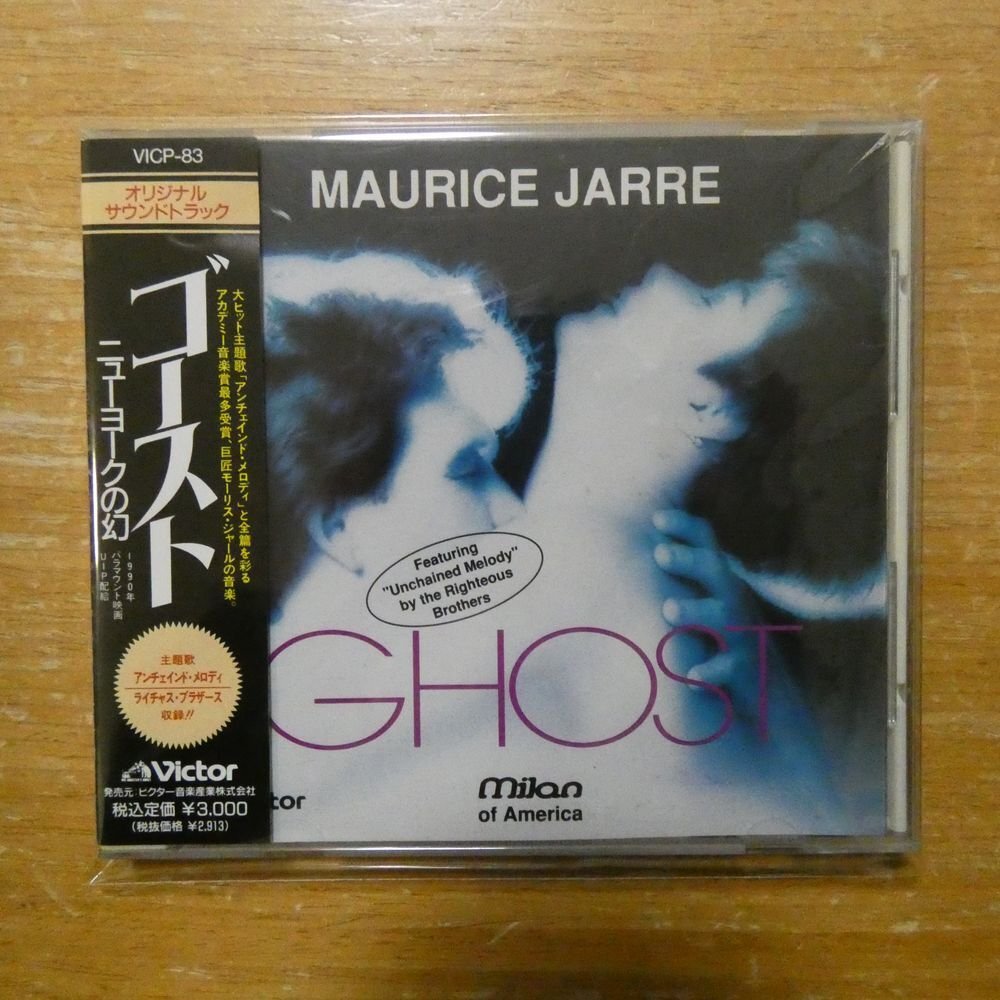 VICP-83
オリジナル
サウンドトラック
ゴースト
ニューヨークの幻
大ヒット主題歌「アンチェインド・メロディ」と全篇を彩る
アカデミー音楽賞最多受賞、巨匠モーリス・ジャールの音楽。
1990年
パラマウント映画
UIP配給
主題歌
アンチェインド・メロディ
ライチャス・ブラザース
収録!!
Victor
発売元:ビクター音楽産業株式会社
税込定価 ¥3,000
(税抜価格 ¥2,913)
MAURICE JARRE
Featuring
"Unchained Melody"
by the Righteous
Brothers
GHOST
tor
milan
of America